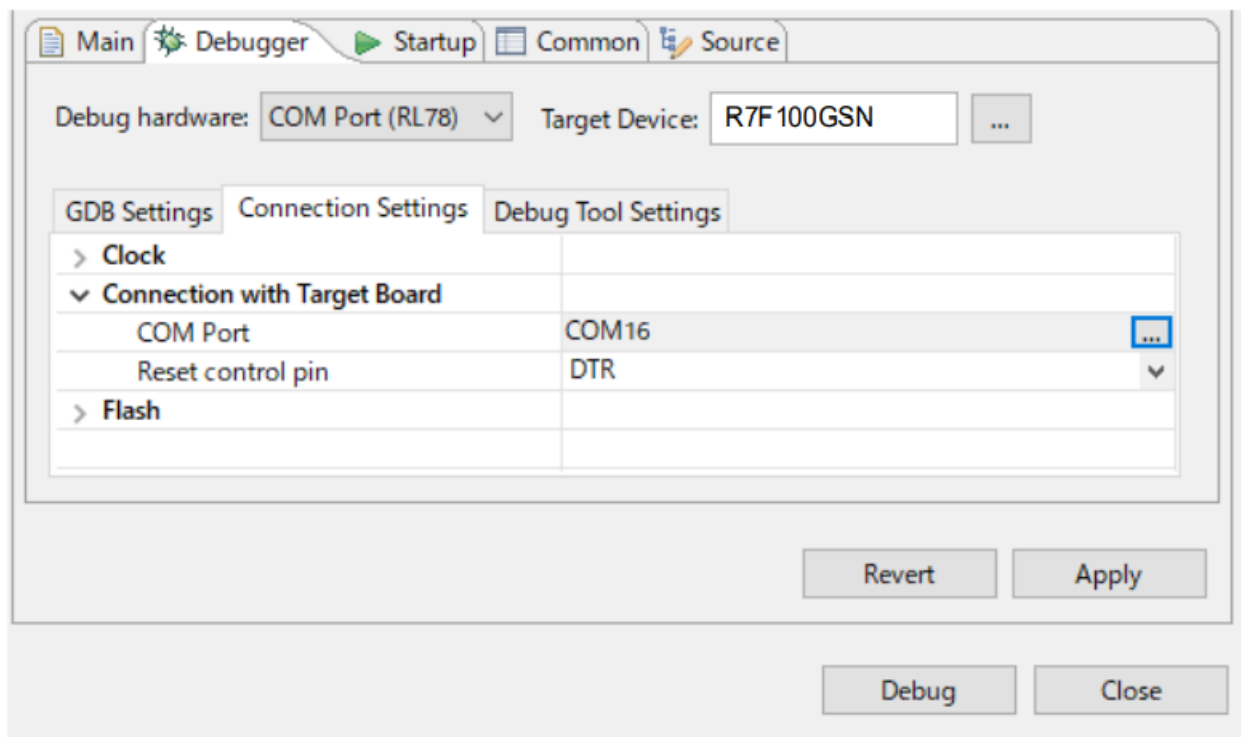 Main Debugger Startup Common Source
Debug hardware: COM Port (RL78) Target Device: R7F100GSN ...
GDB Settings Connection Settings Debug Tool Settings
Clock
Connection with Target Board
COM Port COM16 ...
Reset control pin DTR
Flash
Revert Apply
Debug Close